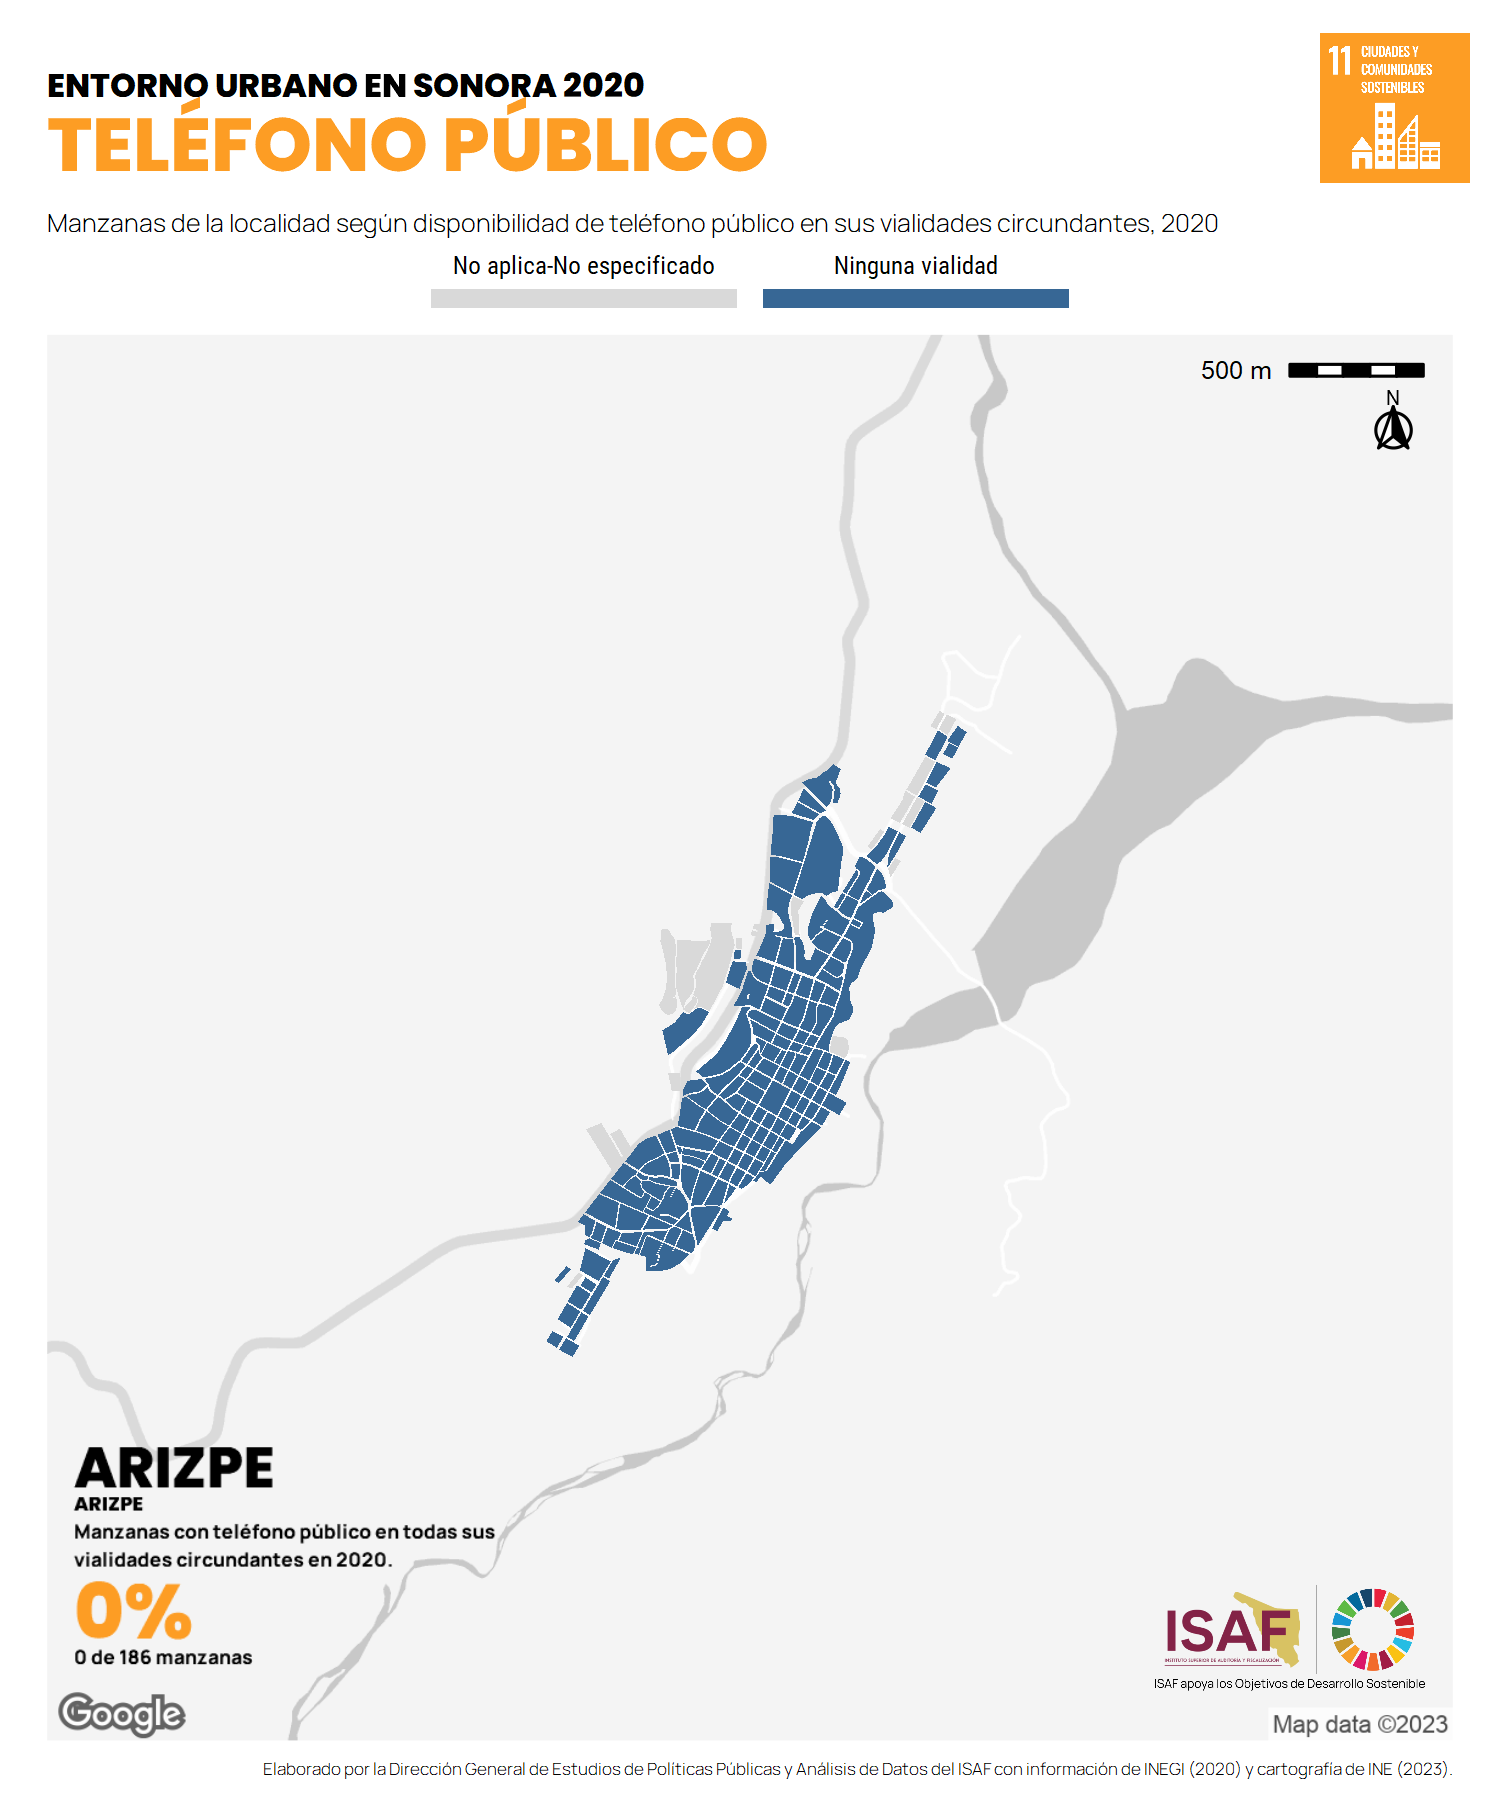 ENTORNO URBANO EN SONORA 2020
TELÉFONO PÚBLICO
11 CIUDADES Y
COMUNIDADES
SOSTENIBLES
Manzanas de la localidad según disponibilidad de teléfono público en sus vialidades circundantes, 2020
No aplica-No especificado
Ninguna vialidad
500 m
N
ARIZPE
ARIZPE
Manzanas con teléfono público en todas sus
vialidades circundantes en 2020.
0%
0 de 186 manzanas
Google
ISAF
INSTITUTO SUPERIOR DE AUDITORÍA Y FISCALIZACIÓN
ISAF apoya los Objetivos de Desarrollo Sostenible
Map data ©2023
Elaborado por la Dirección General de Estudios de Políticas Públicas y Análisis de Datos del ISAF con información de INEGI (2020) y cartografía de INE (2023).